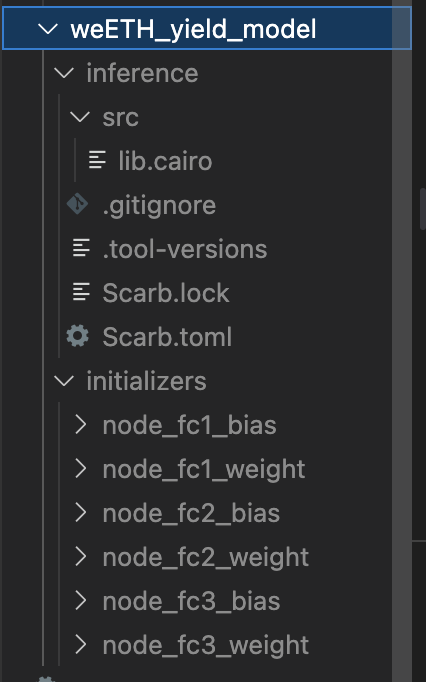 weETH_yield_model
inference
src
lib.cairo
.gitignore
.tool-versions
Scarb.lock
Scarb.toml
initializers
node_fc1_bias
node_fc1_weight
node_fc2_bias
node_fc2_weight
node_fc3_bias
node_fc3_weight